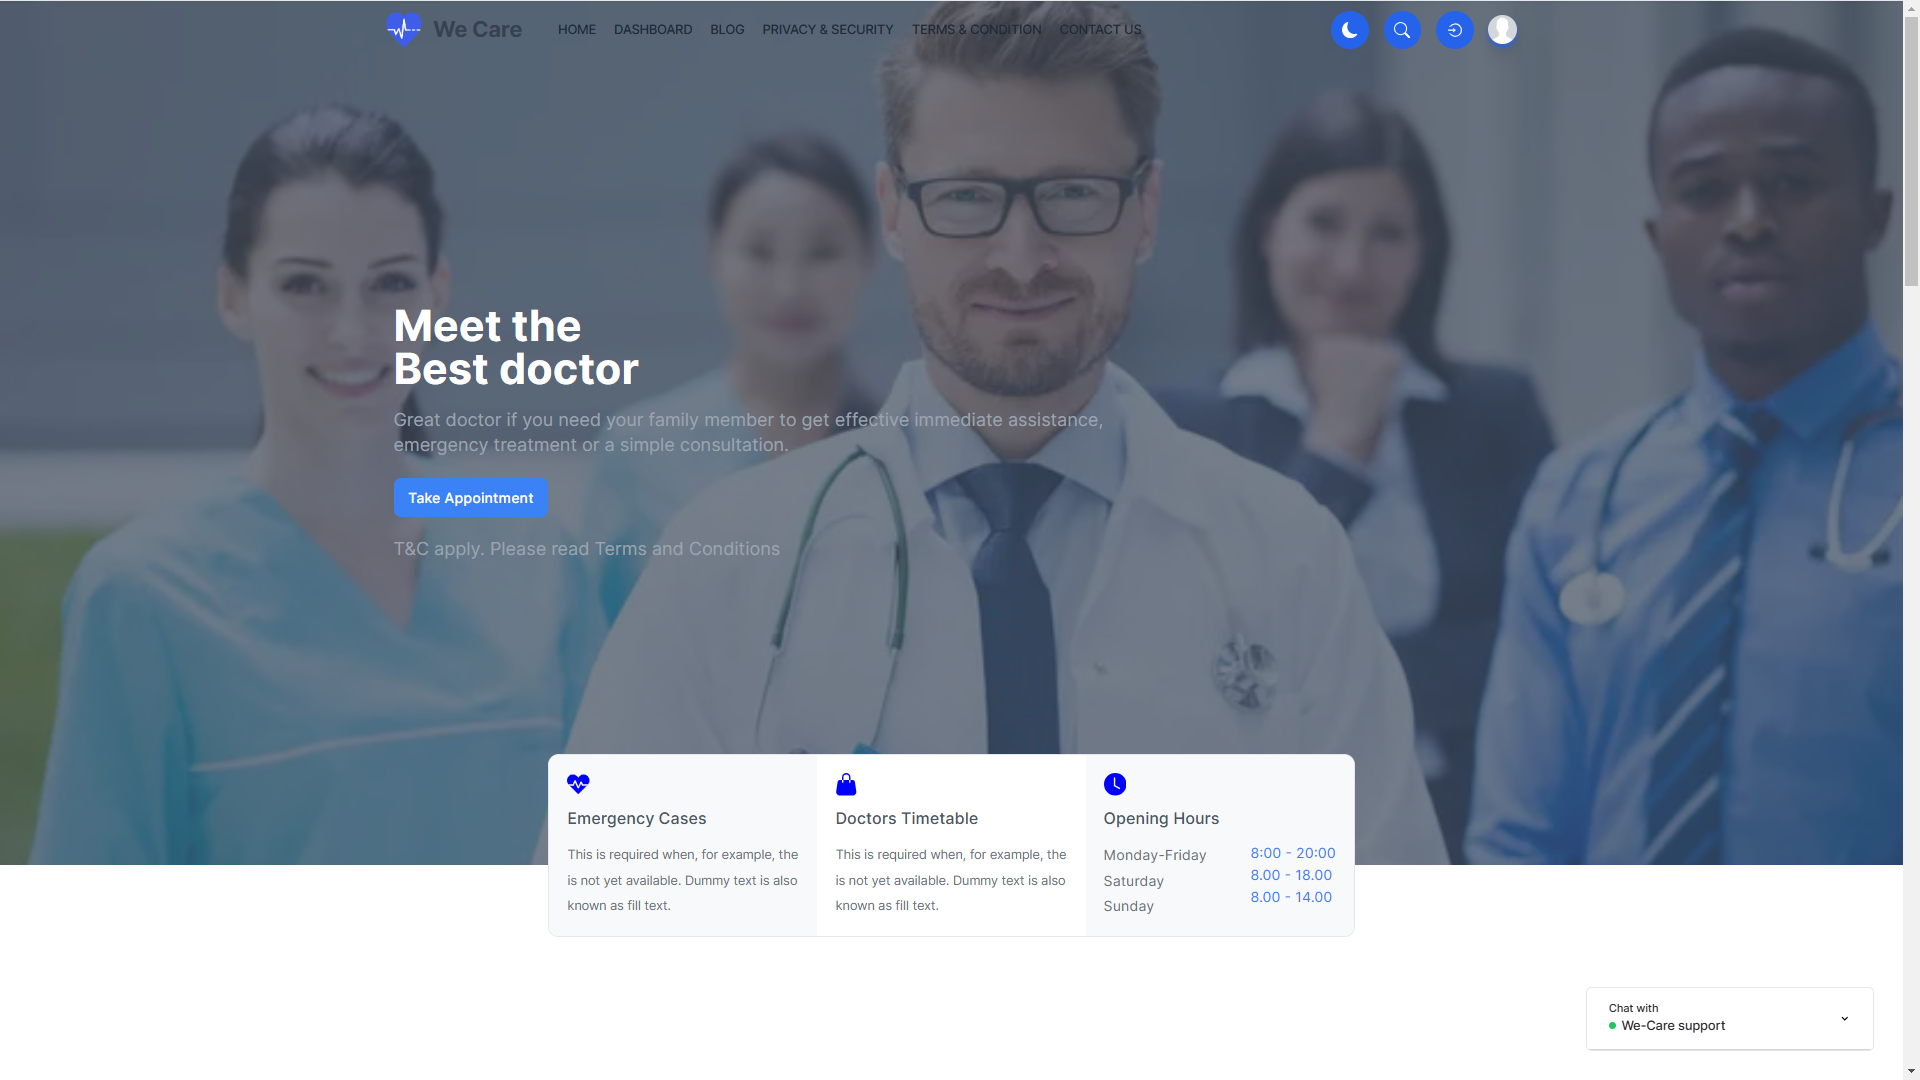 We Care
HOME DASHBOARD BLOG PRIVACY & SECURITY TERMS & CONDITION CONTACT US
Meet the
Best doctor
Great doctor if you need your family member to get effective immediate assistance,
emergency treatment or a simple consultation.
Take Appointment
T&C apply. Please read Terms and Conditions
Emergency Cases
This is required when, for example, the
is not yet available. Dummy text is also
known as fill text.
Doctors Timetable
This is required when, for example, the
is not yet available. Dummy text is also
known as fill text.
Opening Hours
Monday-Friday 8:00 - 20:00
Saturday 8.00 - 18.00
Sunday 8.00 - 14.00
Chat with
We-Care support